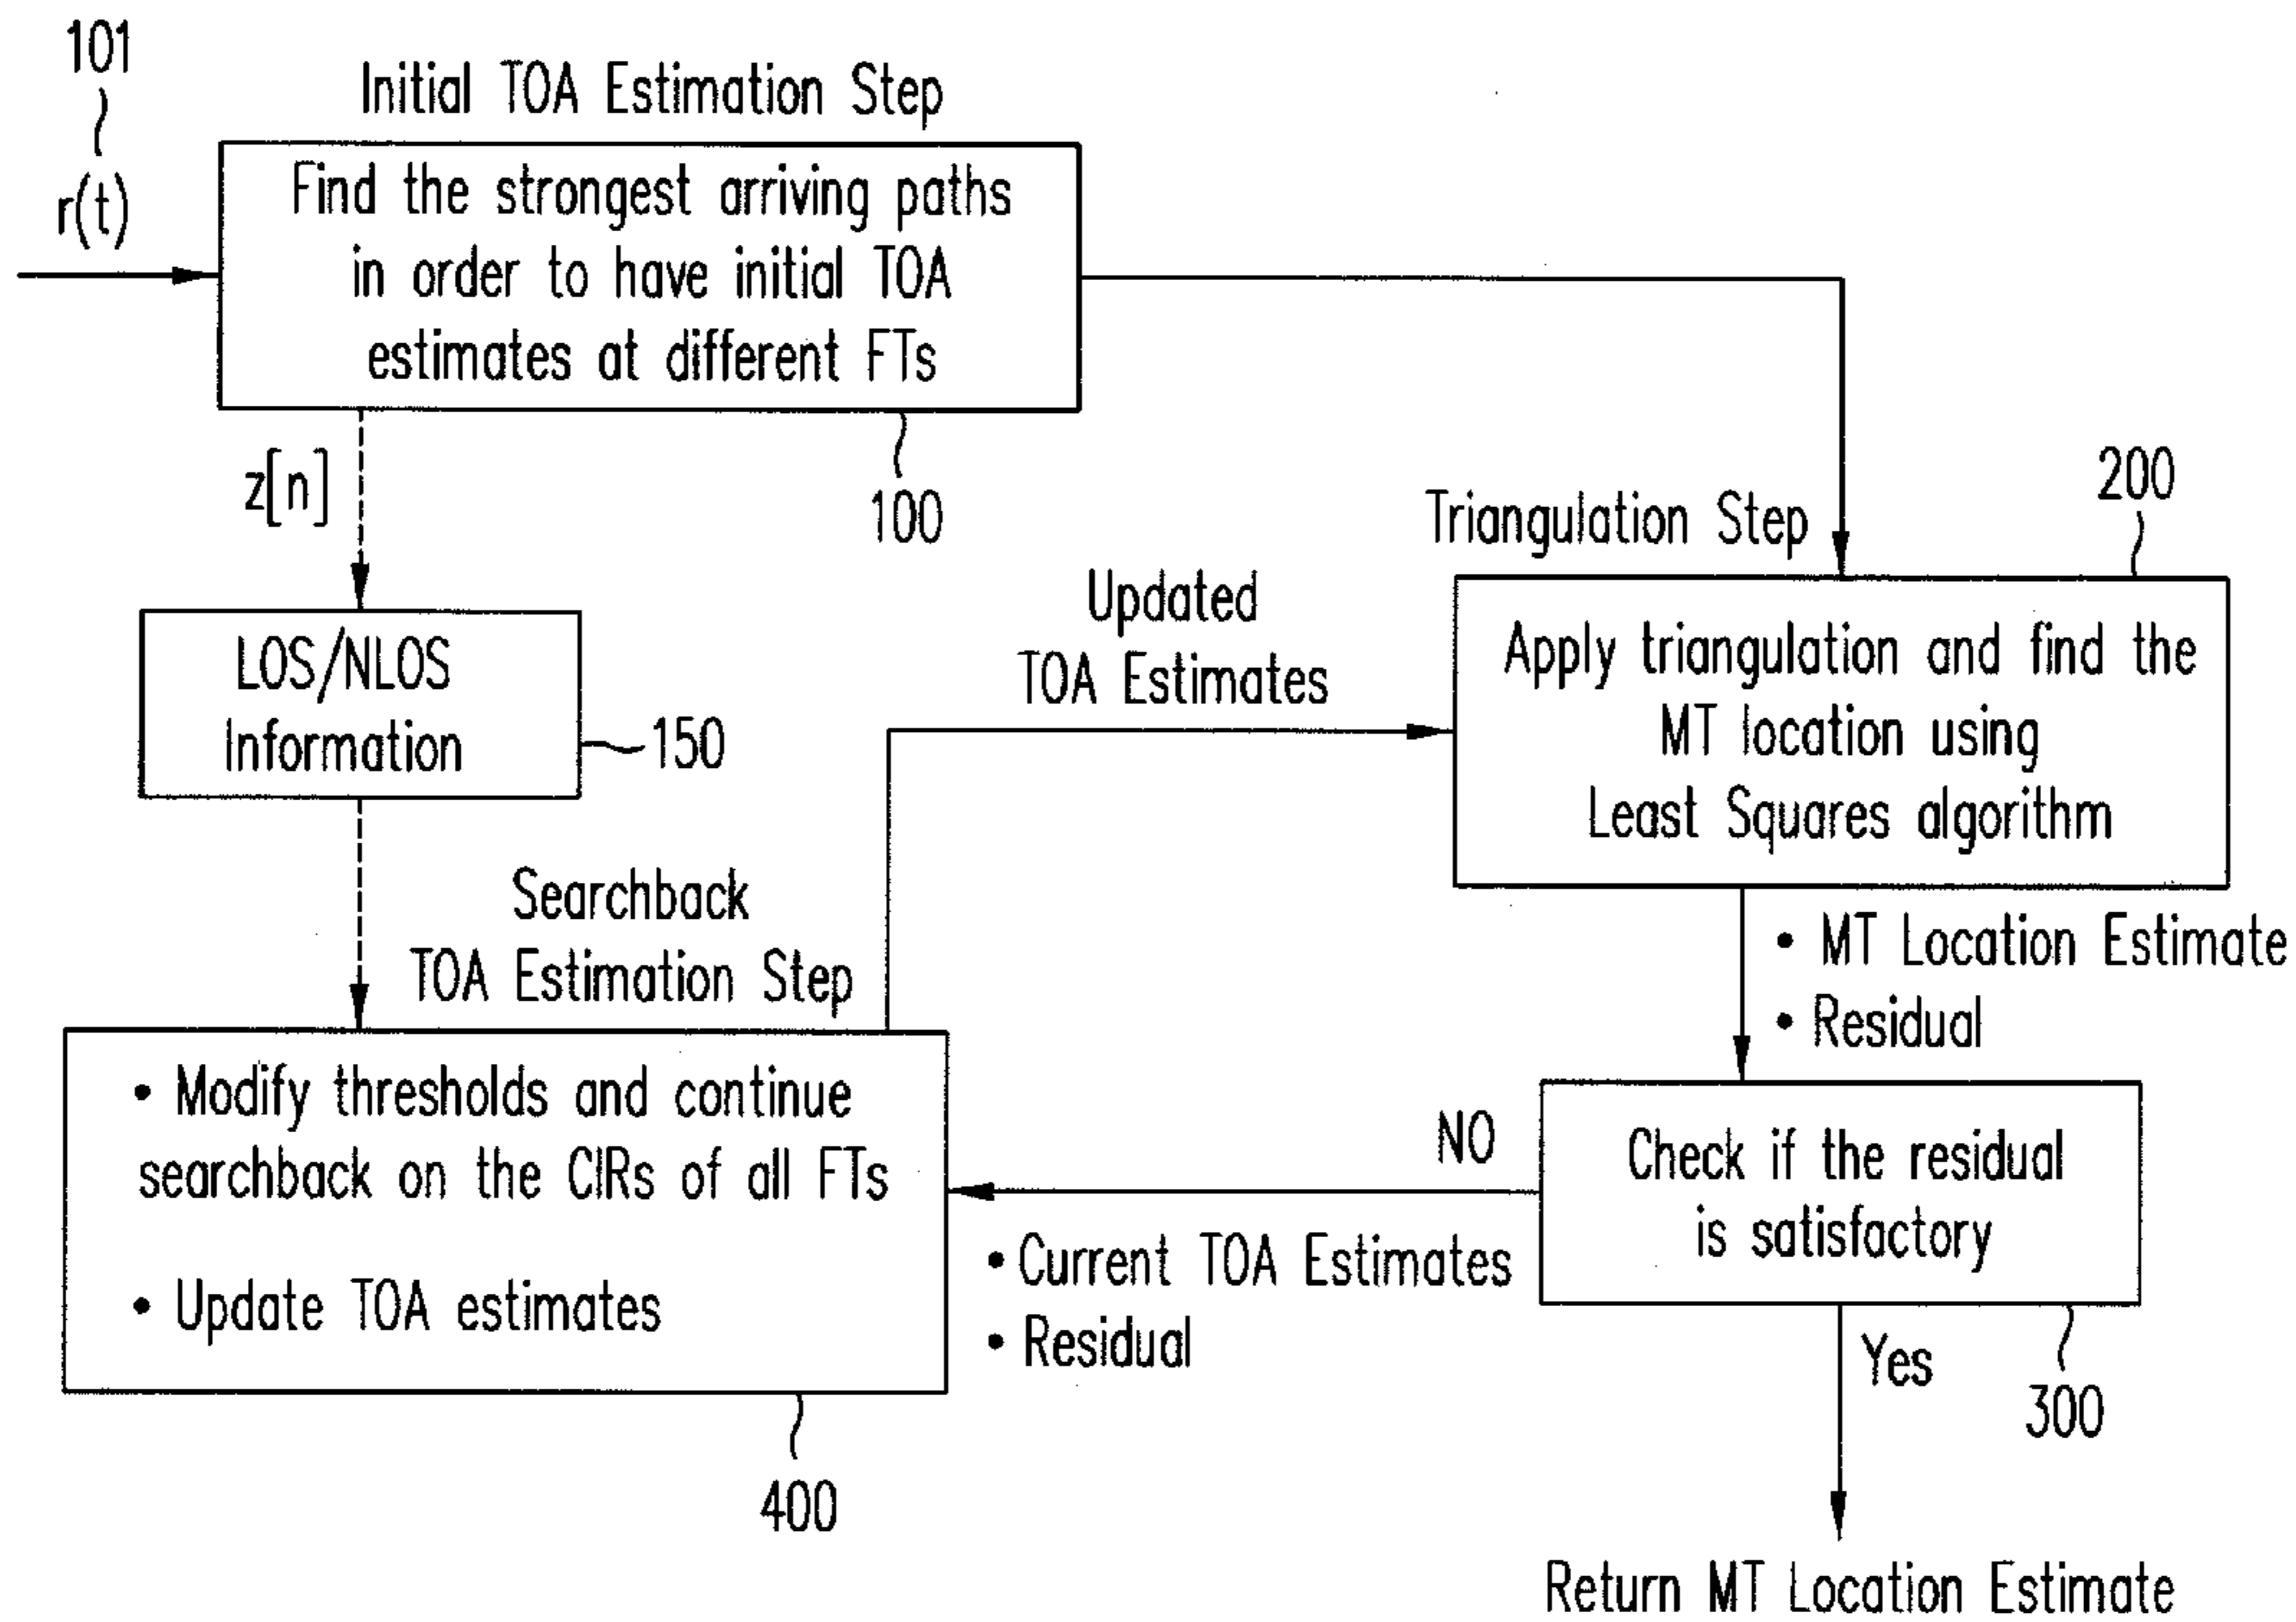 101
r(t)
Initial TOA Estimation Step
Find the strongest arriving paths
in order to have initial TOA
estimates at different FTs
100
z[n]
LOS/NLOS
Information
150
Triangulation Step
200
Updated
TOA Estimates
Apply triangulation and find the
MT location using
Least Squares algorithm
• MT Location Estimate
• Residual
Searchback
TOA Estimation Step
• Modify thresholds and continue
searchback on the CIRs of all FTs
• Update TOA estimates
400
NO
• Current TOA Estimates
• Residual
Check if the residual
is satisfactory
300
Yes
Return MT Location Estimate